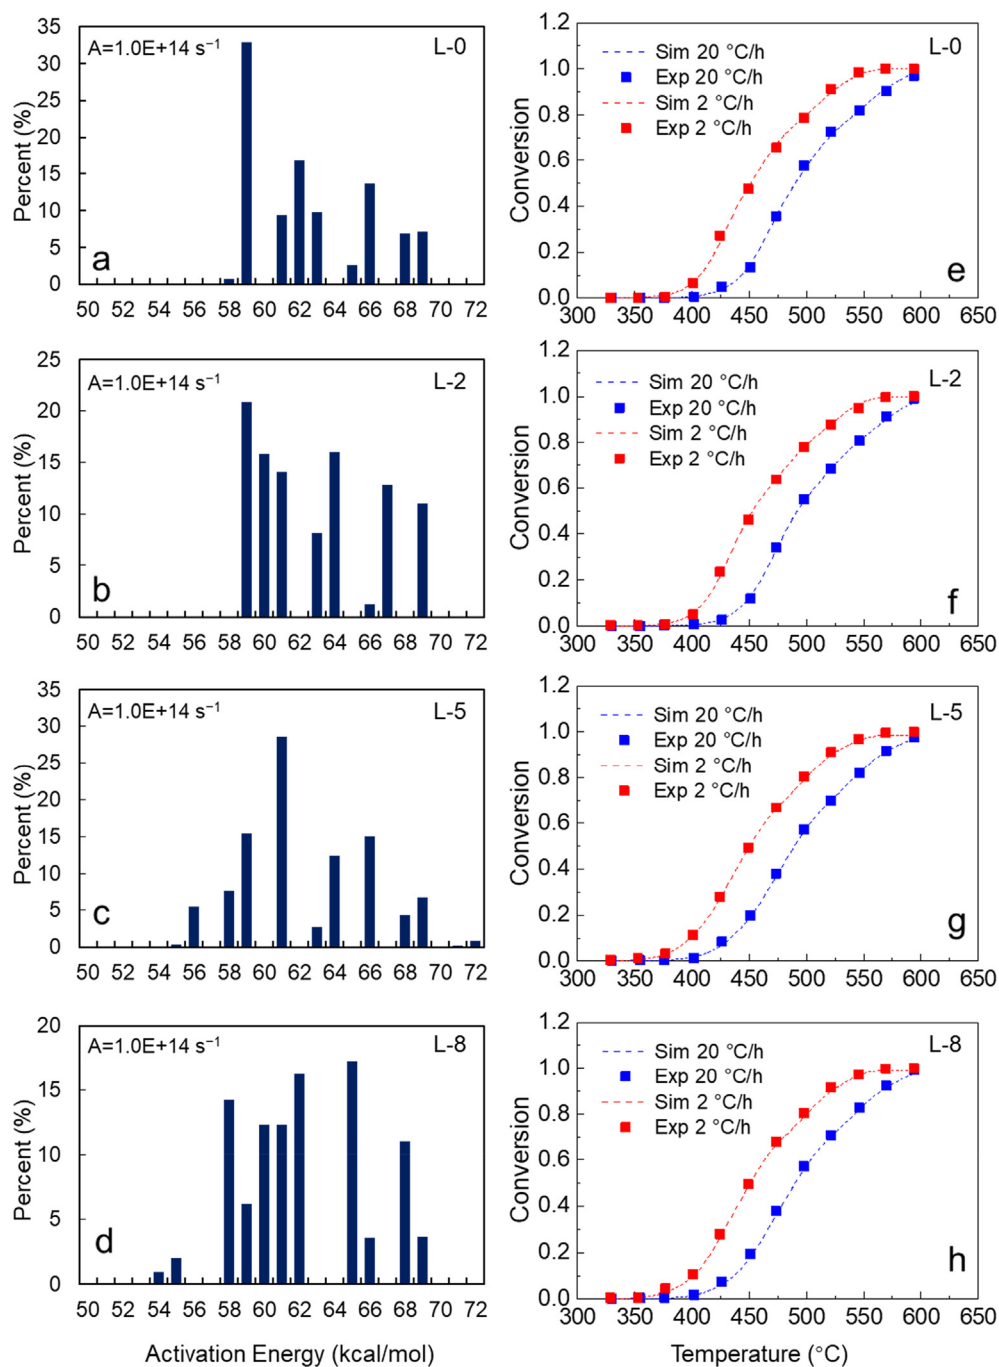 A=1.0E+14 s⁻¹ L-0
Percent (%)
35
30
25
20
15
10
5
0
a
50 52 54 56 58 60 62 64 66 68 70 72
L-0
Sim 20 °C/h
Exp 20 °C/h
Sim 2 °C/h
Exp 2 °C/h
Conversion
1.2
1.0
0.8
0.6
0.4
0.2
0.0
e
300 350 400 450 500 550 600 650
A=1.0E+14 s⁻¹ L-2
Percent (%)
25
20
15
10
5
0
b
50 52 54 56 58 60 62 64 66 68 70 72
L-2
Sim 20 °C/h
Exp 20 °C/h
Sim 2 °C/h
Exp 2 °C/h
Conversion
1.2
1.0
0.8
0.6
0.4
0.2
0.0
f
300 350 400 450 500 550 600 650
A=1.0E+14 s⁻¹ L-5
Percent (%)
35
30
25
20
15
10
5
0
c
50 52 54 56 58 60 62 64 66 68 70 72
L-5
Sim 20 °C/h
Exp 20 °C/h
Sim 2 °C/h
Exp 2 °C/h
Conversion
1.2
1.0
0.8
0.6
0.4
0.2
0.0
g
300 350 400 450 500 550 600 650
A=1.0E+14 s⁻¹ L-8
Percent (%)
20
15
10
5
0
d
50 52 54 56 58 60 62 64 66 68 70 72
Activation Energy (kcal/mol)
L-8
Sim 20 °C/h
Exp 20 °C/h
Sim 2 °C/h
Exp 2 °C/h
Conversion
1.2
1.0
0.8
0.6
0.4
0.2
0.0
h
300 350 400 450 500 550 600 650
Temperature (°C)